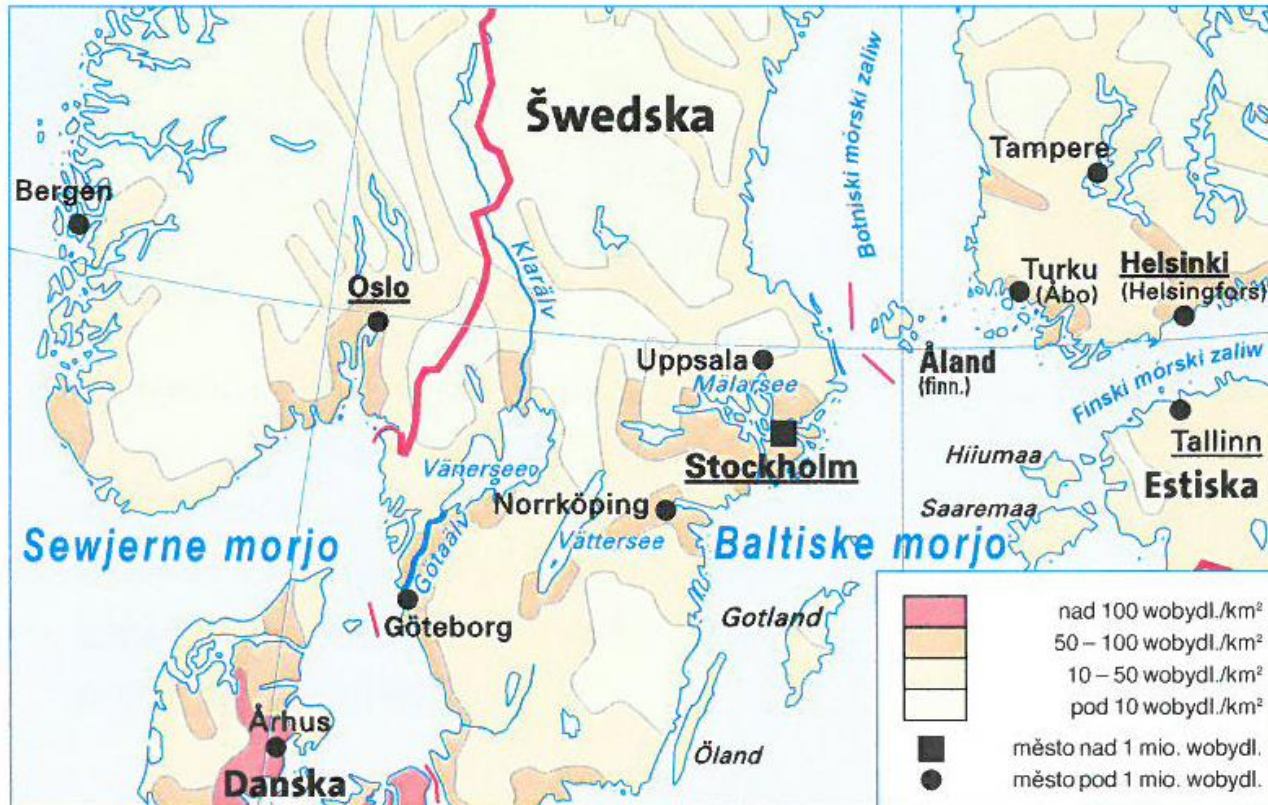 Šwedska
Botniski mórski zaliw
Tampere
Bergen
Klarälv
Oslo
Turku
(Åbo)
Helsinki
(Helsingfors)
Uppsala
Mälarsee
Åland
(finn.)
Finski mórski zaliw
Stockholm
Tallinn
Vänersee
Hiiumaa
Estiska
Norrköping
Saaremaa
Sewjerne morjo
Götaälv
Vättersee
Baltiske morjo
Göteborg
Gotland
Århus
Öland
Danska
nad 100 wobydl./km²
50 – 100 wobydl./km²
10 – 50 wobydl./km²
pod 10 wobydl./km²
město nad 1 mio. wobydl.
město pod 1 mio. wobydl.